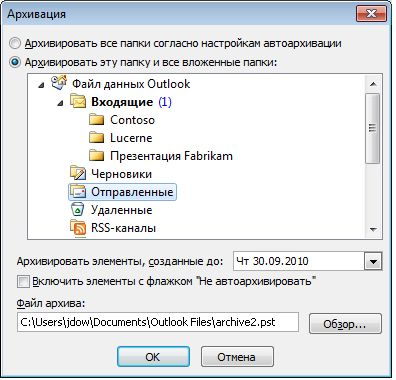 Архивация
Архивировать все папки согласно настройкам автоархивации
Архивировать эту папку и все вложенные папки:
Файл данных Outlook
Входящие (1)
Contoso
Lucerne
Презентация Fabrikam
Черновики
Отправленные
Удаленные
RSS-каналы
Архивировать элементы, созданные до: Чт 30.09.2010
Включить элементы с флажком "Не автоархивировать"
Файл архива:
C:\Users\jdow\Documents\Outlook Files\archive2.pst Обзор...
ОК Отмена